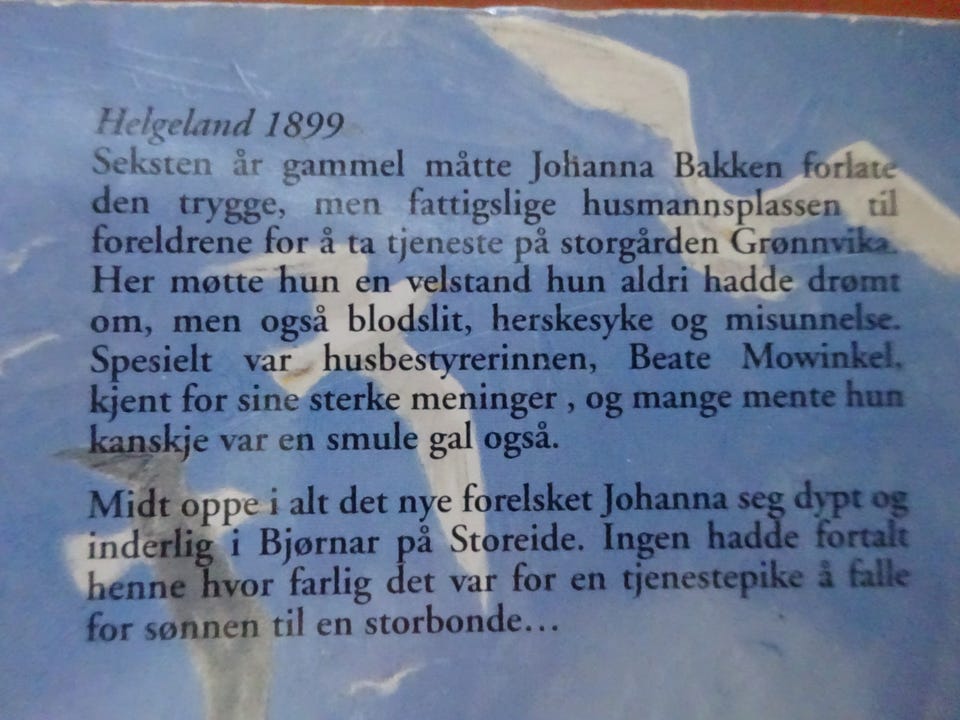 Helgeland 1899
Seksten år gammel måtte Johanna Bakken forlate
den trygge, men fattigslige husmannsplassen til
foreldrene for å ta tjeneste på storgården Grønnvika.
Her møtte hun en velstand hun aldri hadde drømt
om, men også blodslit, herskesyke og misunnelse.
Spesielt var husbestyrerinnen, Beate Mowinkel,
kjent for sine sterke meninger , og mange mente hun
kanskje var en smule gal også.
Midt oppe i alt det nye forelsket Johanna seg dypt og
inderlig i Bjørnar på Storeide. Ingen hadde fortalt
henne hvor farlig det var for en tjenestepike å falle
for sønnen til en storbonde…